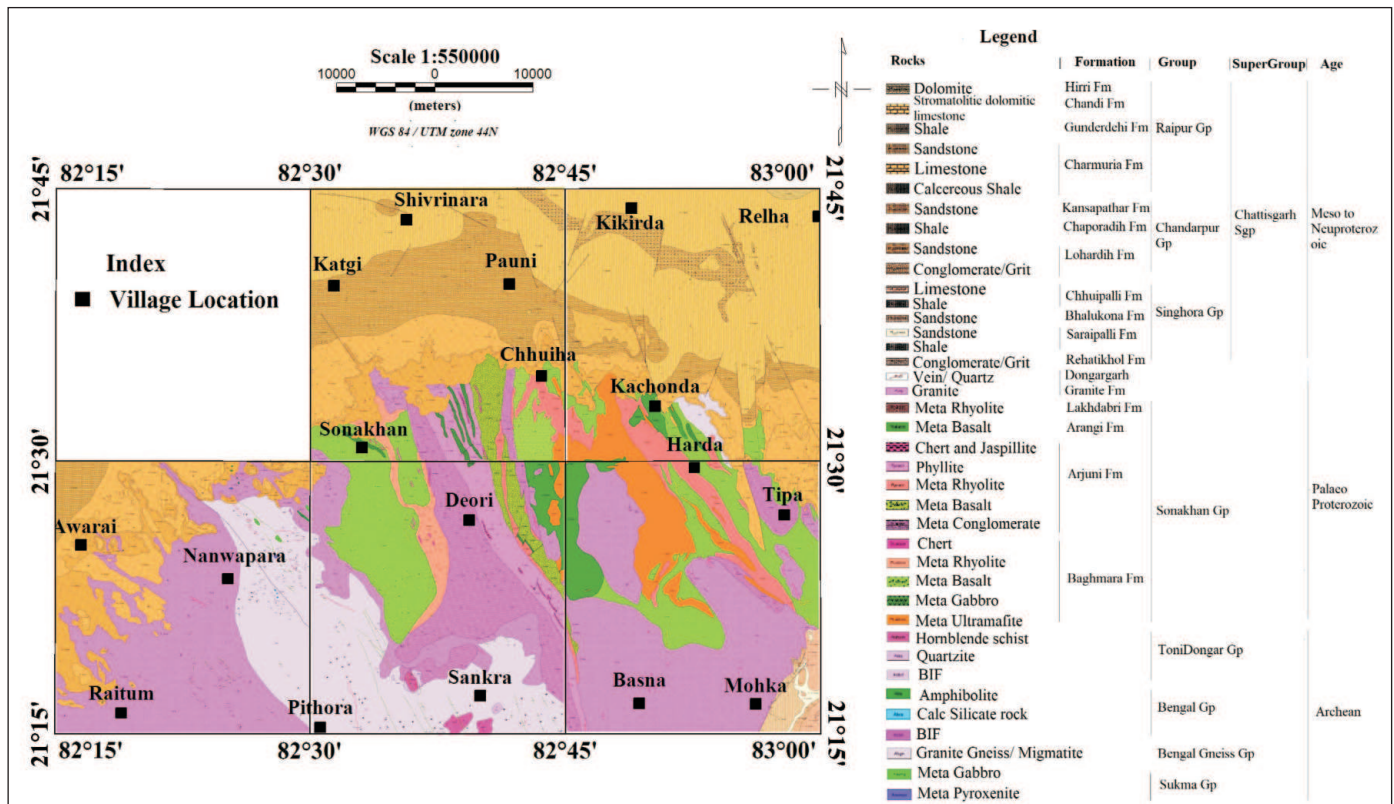 Scale 1:550000
10000 0 10000
(meters)
WGS 84 / UTM zone 44N
N
82°15' 82°30' 82°45' 83°00'
21°45' 21°45'
Shivrinara
Kikirda
Relha
Index
Village Location
Katgi
Pauni
Chhuiha
Kachonda
Sonakhan
Harda
21°30' 21°30'
Deori
Tipa
Awarai
Nanwapara
Sankra
Basna
Mohka
Raitum
Pithora
21°15' 21°15'
82°15' 82°30' 82°45' 83°00'
Legend
Rocks Formation Group SuperGroup Age
Dolomite
Stromatolitic dolomitic
limestone
Shale
Sandstone
Limestone
Calcereous Shale
Sandstone
Shale
Sandstone
Conglomerate/Grit
Limestone
Shale
Sandstone
Sandstone
Shale
Conglomerate/Grit
Vein/ Quartz
Granite
Meta Rhyolite
Meta Basalt
Chert and Jaspillite
Phyllite
Meta Rhyolite
Meta Basalt
Meta Conglomerate
Chert
Meta Rhyolite
Meta Basalt
Meta Gabbro
Meta Ultramafite
Hornblende schist
Quartzite
BIF
Amphibolite
Calc Silicate rock
BIF
Granite Gneiss/ Migmatite
Meta Gabbro
Meta Pyroxenite
Hirri Fm
Chandi Fm
Gunderdehi Fm
Charmuria Fm
Kansapathar Fm
Chaporadih Fm
Lohardih Fm
Chhuipalli Fm
Bhalukona Fm
Saraipalli Fm
Rehatikhol Fm
Dongargarh
Granite Fm
Lakhdabri Fm
Arangi Fm
Arjuni Fm
Baghmara Fm
Raipur Gp
Chandarpur
Gp
Singhora Gp
Sonakhan Gp
ToniDongar Gp
Bengal Gp
Bengal Gneiss Gp
Sukma Gp
Chattisgarh
Sgp
Meso to
Neuproteroz
oic
Palaeo
Proterozoic
Archean